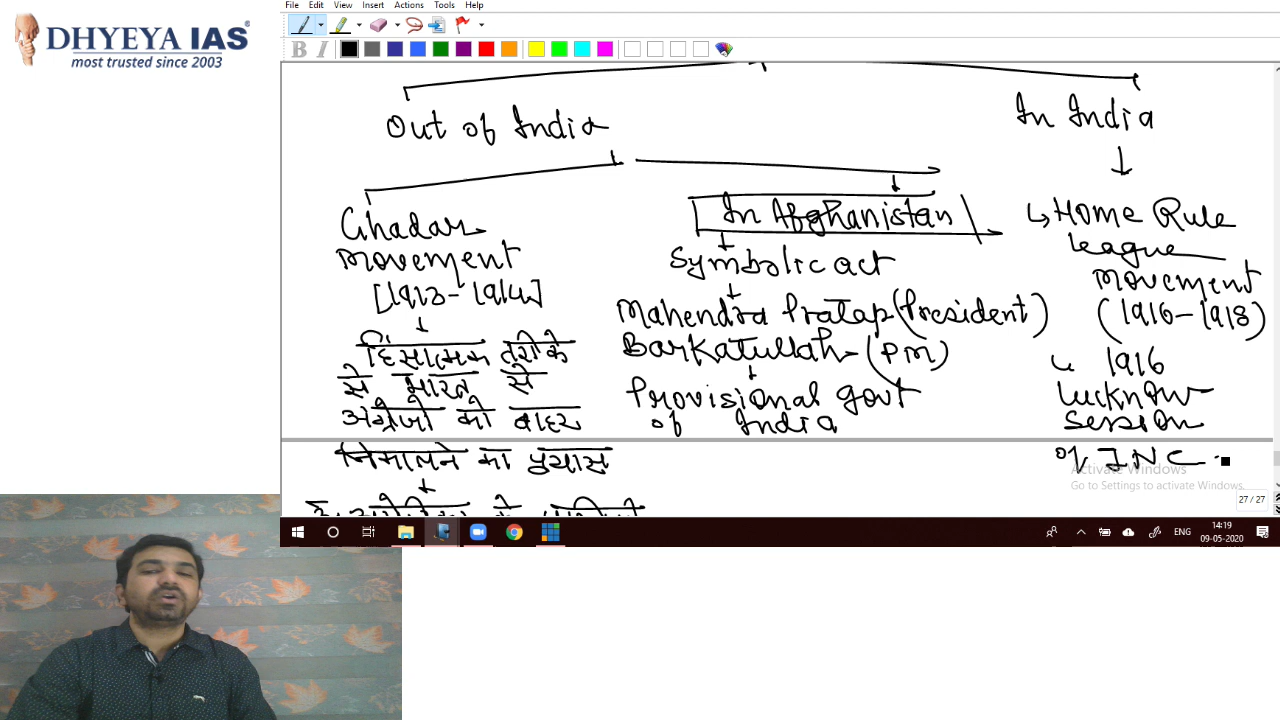 DHYEYA IAS
most trusted since 2003
File Edit View Insert Actions Tools Help
Out of India
In India
Ghadar
movement
[1913-1914]
हिंसात्मक तरीके
से भारत से
अंग्रेजो को बाहर
निकालने का प्रयास
In Afghanistan
Symbolic act
Mahendra Pratap (President)
Barkatullah (PM)
Provisional govt
of India
Home Rule
league
movement
(1916-1918)
1916
Lucknow
Session
of INC
Activate Windows
Go to Settings to activate Windows.
27 / 27
ENG
14:19
09-05-2020